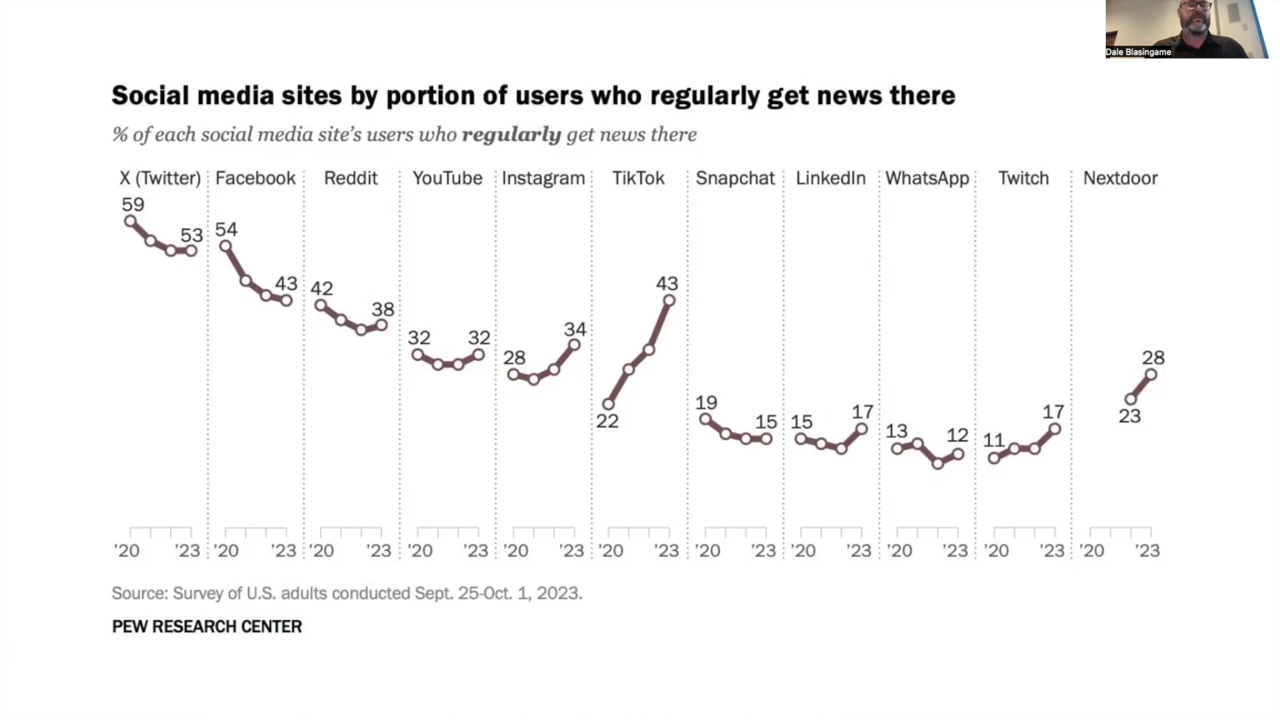 Dale Blasingame
Social media sites by portion of users who regularly get news there
% of each social media site's users who regularly get news there
X (Twitter) Facebook Reddit YouTube Instagram TikTok Snapchat LinkedIn WhatsApp Twitch Nextdoor
59 53
54 43
42 38
32 32
28 34
22 43
19 15
15 17
13 12
11 17
23 28
'20 '23 '20 '23 '20 '23 '20 '23 '20 '23 '20 '23 '20 '23 '20 '23 '20 '23 '20 '23 '20 '23
Source: Survey of U.S. adults conducted Sept. 25-Oct. 1, 2023.
PEW RESEARCH CENTER